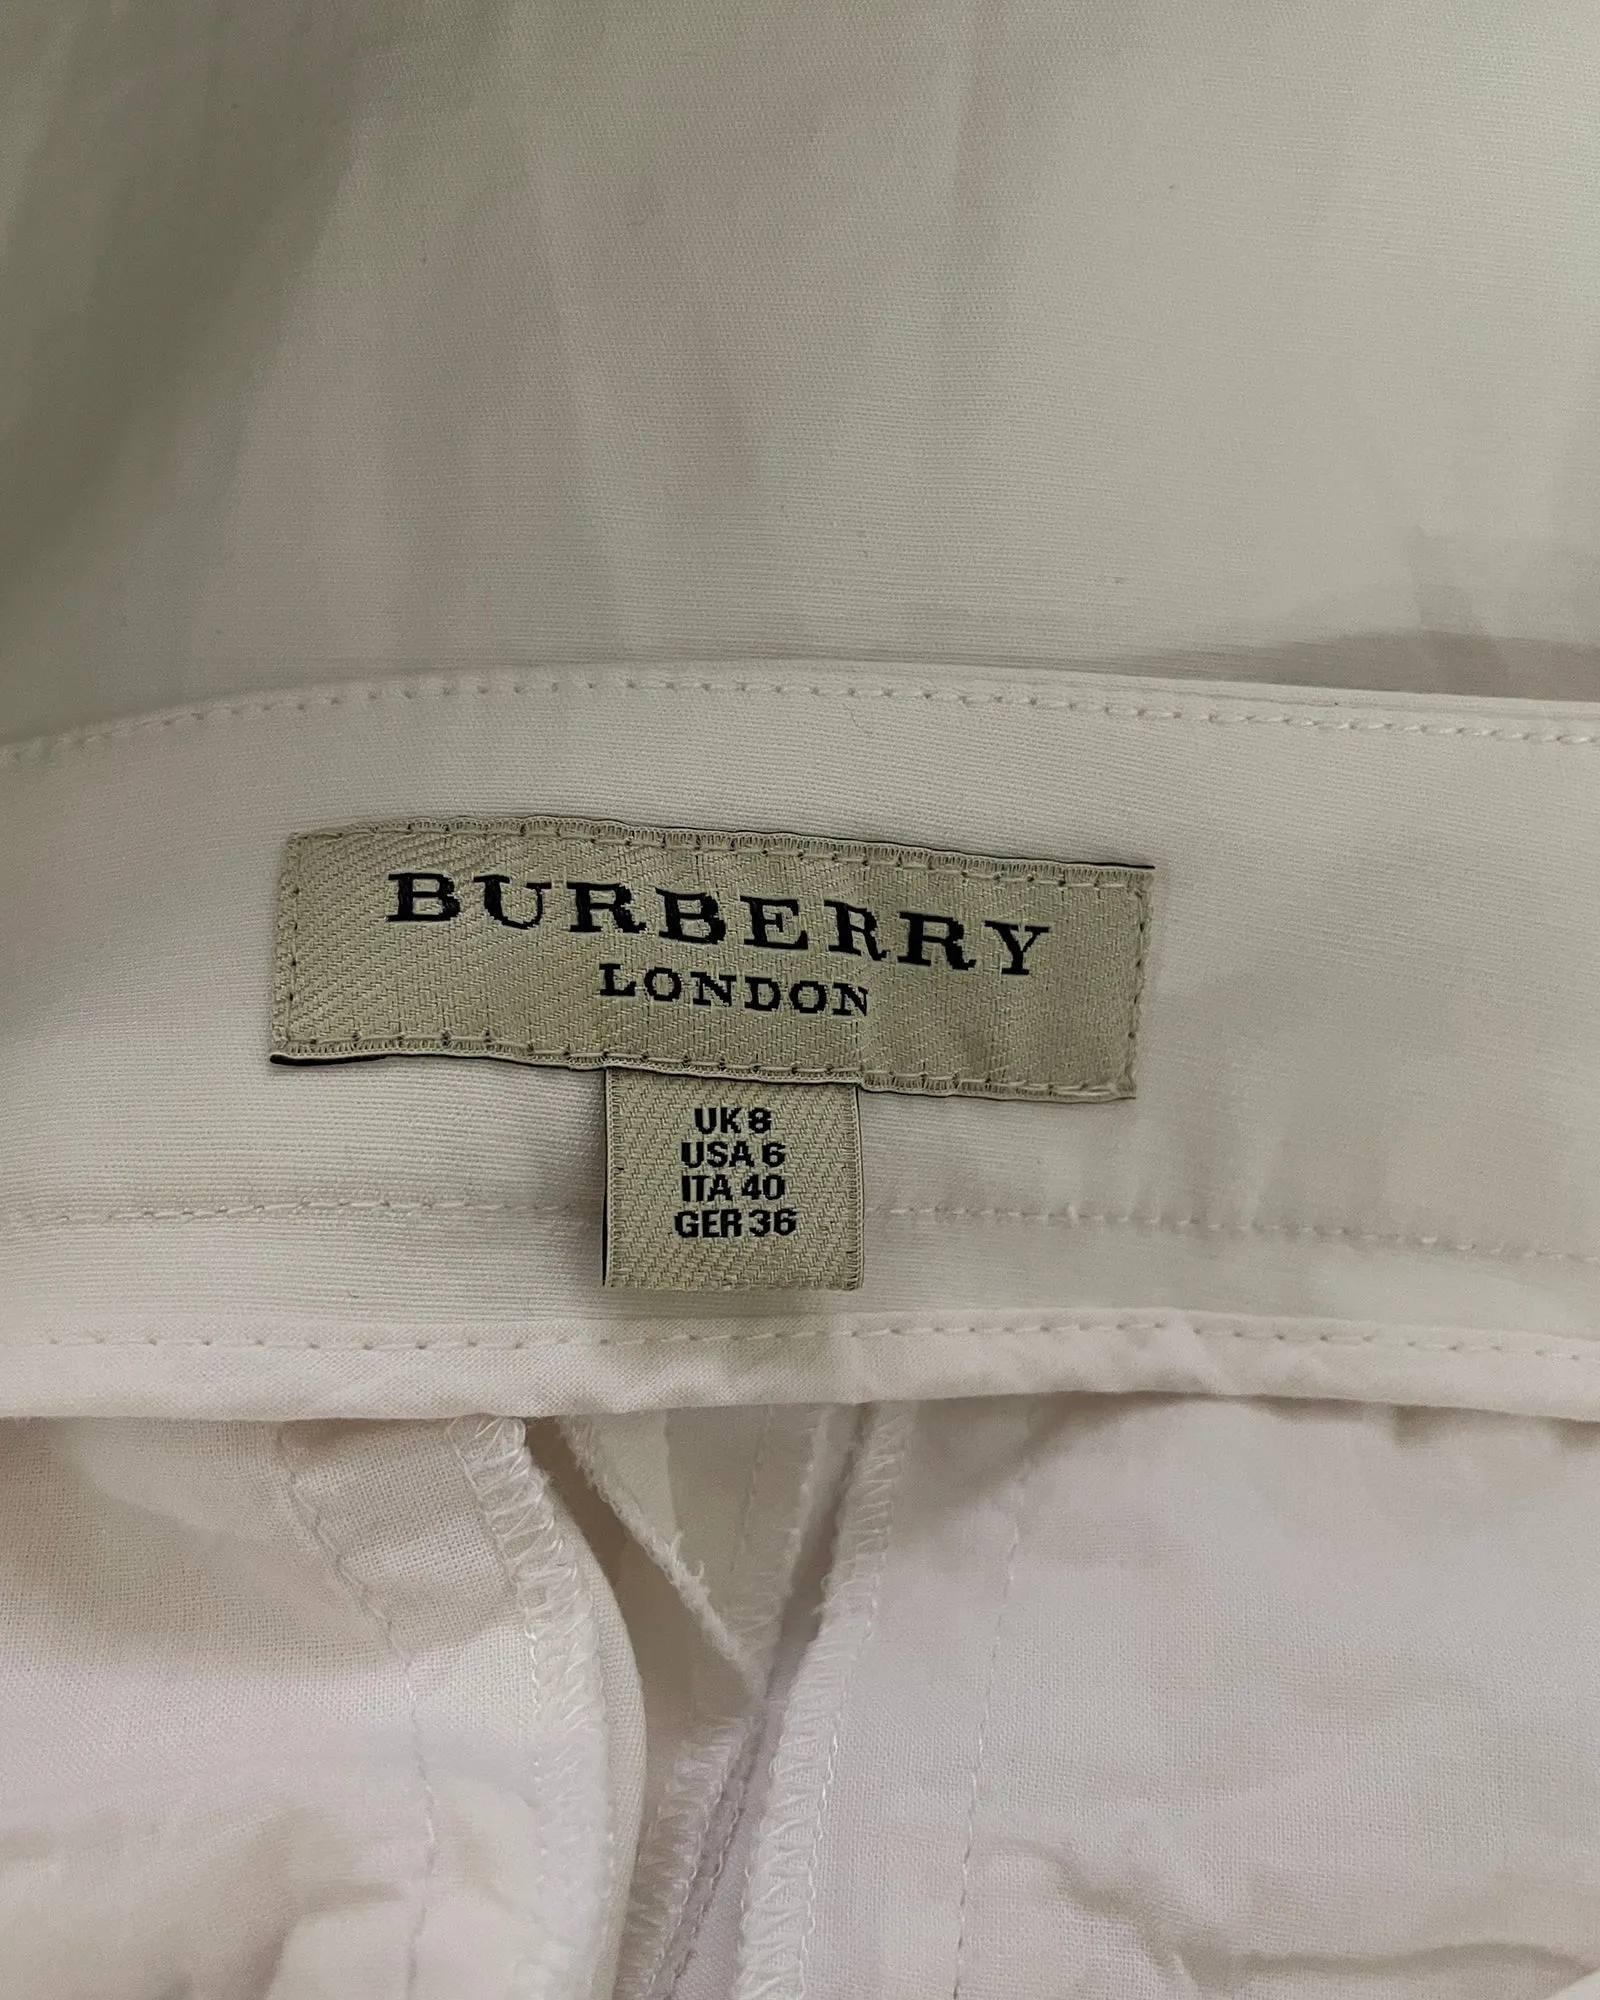 BURBERRY
LONDON
UK 8
USA 6
ITA 40
GER 36